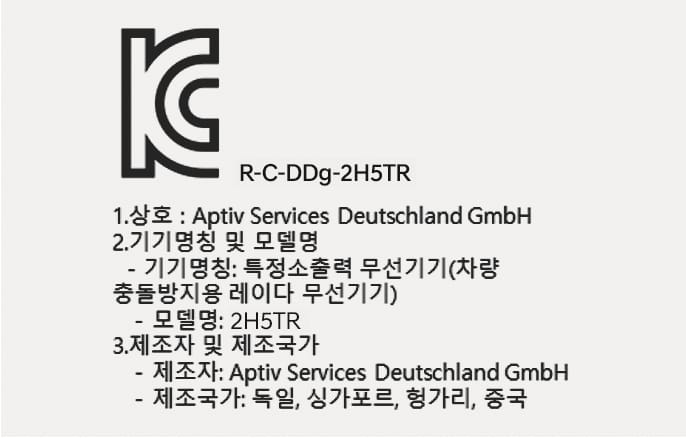 KC
R-C-DDg-2H5TR
1.상호 : Aptiv Services Deutschland GmbH
2.기기명칭 및 모델명
- 기기명칭: 특정소출력 무선기기(차량
충돌방지용 레이다 무선기기)
- 모델명: 2H5TR
3.제조자 및 제조국가
- 제조자: Aptiv Services Deutschland GmbH
- 제조국가: 독일, 싱가포르, 헝가리, 중국